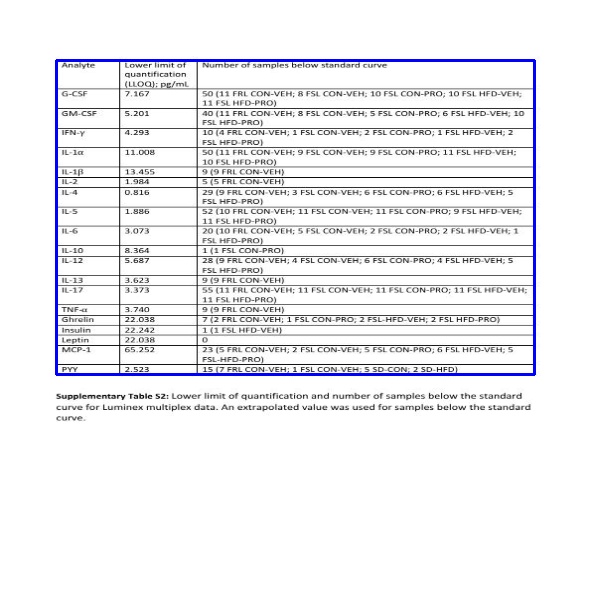 Analyte Lower limit of Number of samples below standard curve
quantification
(LLOQ); pg/mL
G-CSF 7.167 50 (11 FRL CON-VEH; 8 FSL CON-VEH; 10 FSL CON-PRO; 10 FSL HFD-VEH;
11 FSL HFD-PRO)
GM-CSF 5.201 40 (11 FRL CON-VEH; 8 FSL CON-VEH; 5 FSL CON-PRO; 6 FSL HFD-VEH; 10
FSL HFD-PRO)
IFN-γ 4.293 10 (4 FRL CON-VEH; 1 FSL CON-VEH; 2 FSL CON-PRO; 1 FSL HFD-VEH; 2
FSL HFD-PRO)
IL-1α 11.008 50 (11 FRL CON-VEH; 9 FSL CON-VEH; 9 FSL CON-PRO; 11 FSL HFD-VEH;
10 FSL HFD-PRO)
IL-1β 13.455 9 (9 FRL CON-VEH)
IL-2 1.984 5 (5 FRL CON-VEH)
IL-4 0.816 29 (9 FRL CON-VEH; 3 FSL CON-VEH; 6 FSL CON-PRO; 6 FSL HFD-VEH; 5
FSL HFD-PRO)
IL-5 1.886 52 (10 FRL CON-VEH; 11 FSL CON-VEH; 11 FSL CON-PRO; 9 FSL HFD-VEH;
11 FSL HFD-PRO)
IL-6 3.073 20 (10 FRL CON-VEH; 5 FSL CON-VEH; 2 FSL CON-PRO; 2 FSL HFD-VEH; 1
FSL HFD-PRO)
IL-10 8.364 1 (1 FSL CON-PRO)
IL-12 5.687 28 (9 FRL CON-VEH; 4 FSL CON-VEH; 6 FSL CON-PRO; 4 FSL HFD-VEH; 5
FSL HFD-PRO)
IL-13 3.623 9 (9 FRL CON-VEH)
IL-17 3.373 55 (11 FRL CON-VEH; 11 FSL CON-VEH; 11 FSL CON-PRO; 11 FSL HFD-VEH;
11 FSL HFD-PRO)
TNF-α 3.740 9 (9 FRL CON-VEH)
Ghrelin 22.038 7 (2 FRL CON-VEH; 1 FSL CON-PRO; 2 FSL-HFD-VEH; 2 FSL HFD-PRO)
Insulin 22.242 1 (1 FSL HFD-VEH)
Leptin 22.038 0
MCP-1 65.252 23 (5 FRL CON-VEH; 2 FSL CON-VEH; 5 FSL CON-PRO; 6 FSL HFD-VEH; 5
FSL-HFD-PRO)
PYY 2.523 15 (7 FRL CON-VEH; 1 FSL CON-VEH; 5 SD-CON; 2 SD-HFD)
Supplementary Table S2: Lower limit of quantification and number of samples below the standard
curve for Luminex multiplex data. An extrapolated value was used for samples below the standard
curve.